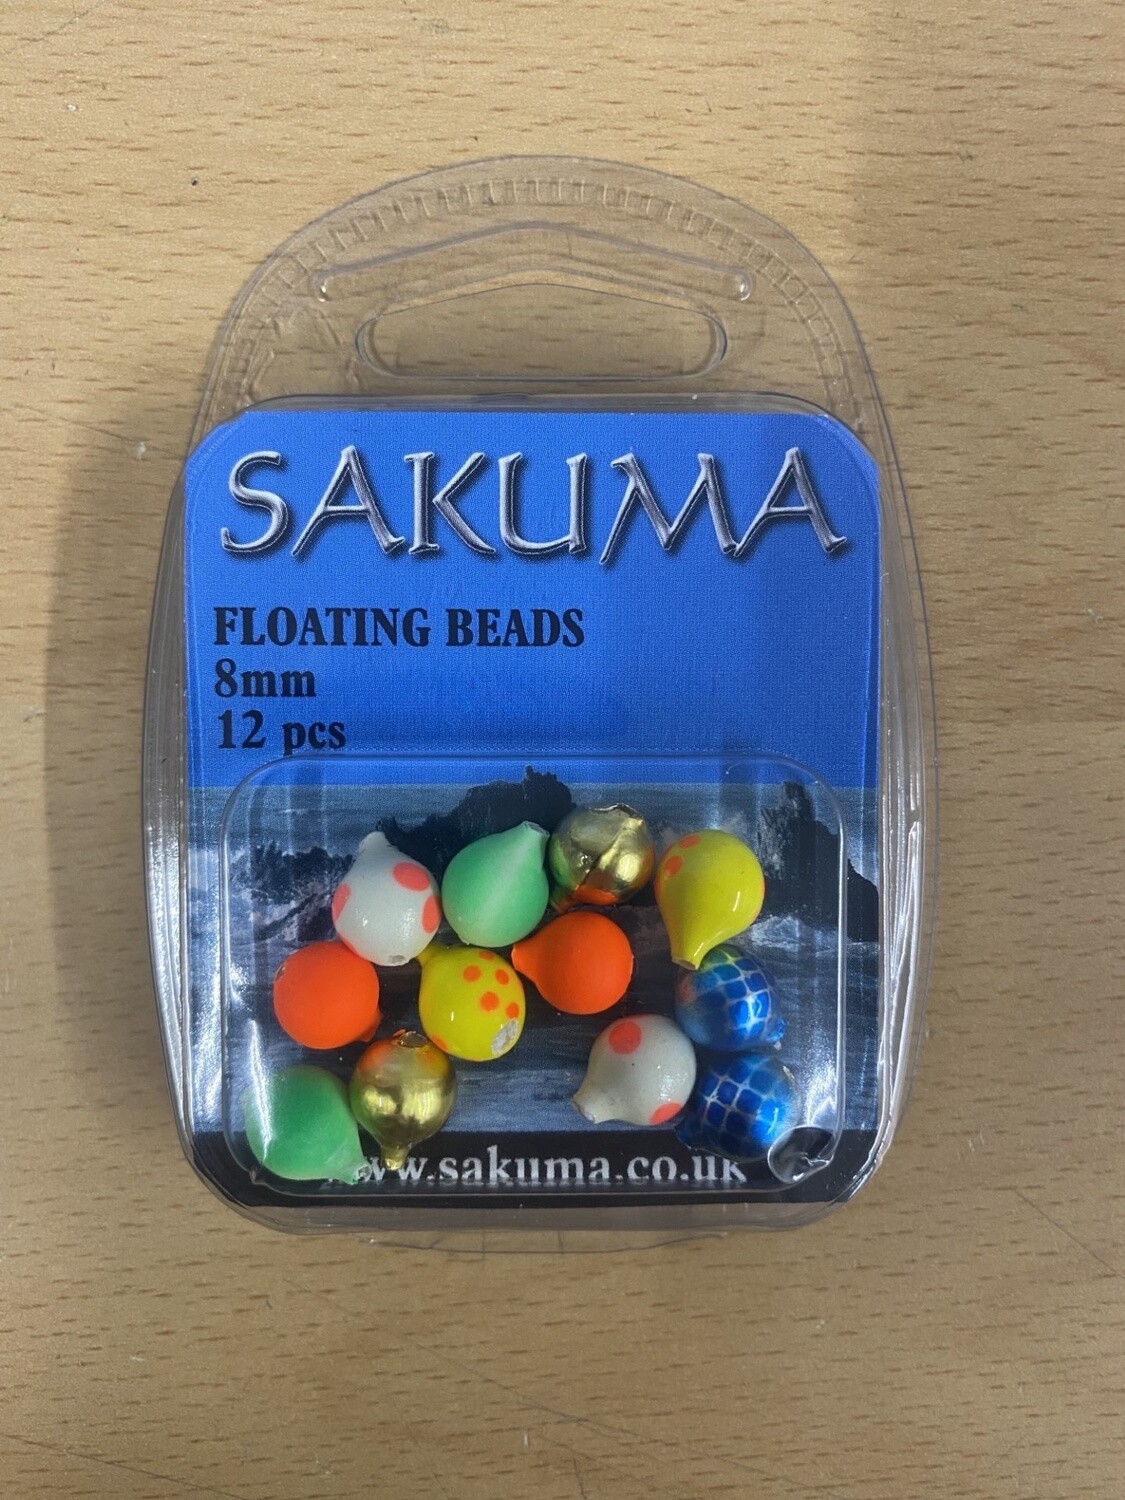 SAKUMA
FLOATING BEADS
8mm
12 pcs
www.sakuma.co.uk